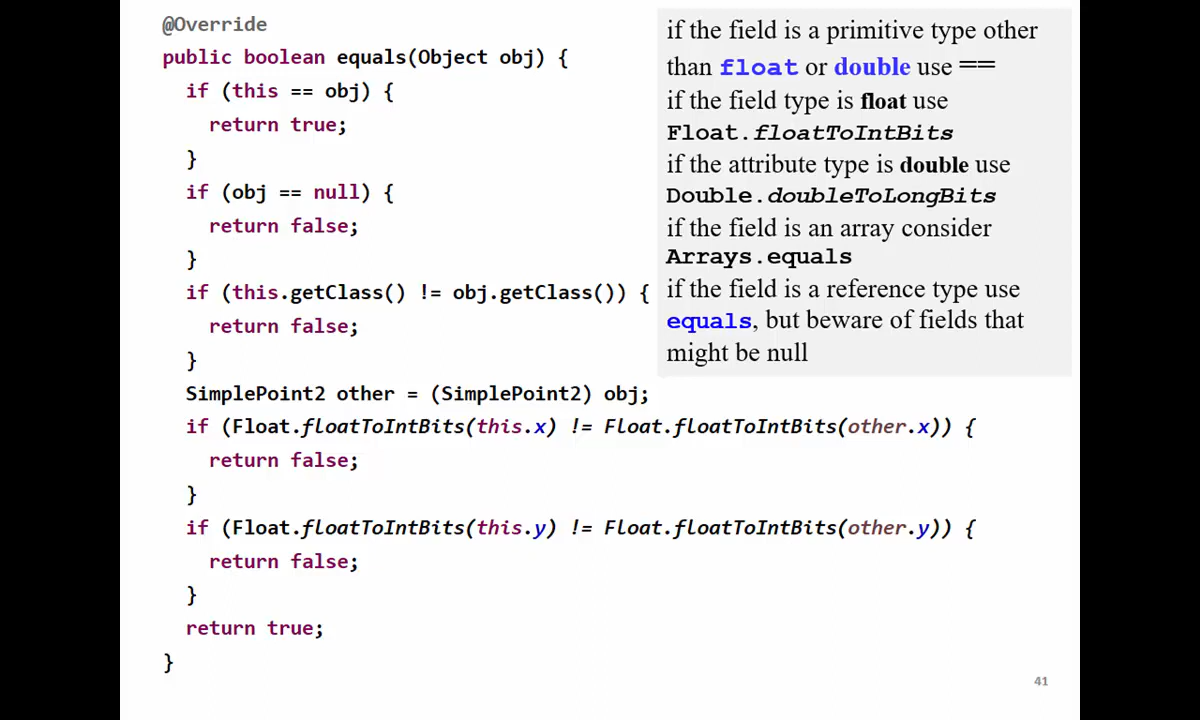 @Override
public boolean equals(Object obj) {
if (this == obj) {
return true;
}
if (obj == null) {
return false;
}
if (this.getClass() != obj.getClass()) {
return false;
}
SimplePoint2 other = (SimplePoint2) obj;
if (Float.floatToIntBits(this.x) != Float.floatToIntBits(other.x)) {
return false;
}
if (Float.floatToIntBits(this.y) != Float.floatToIntBits(other.y)) {
return false;
}
return true;
}
if the field is a primitive type other
than float or double use ==
if the field type is float use
Float.floatToIntBits
if the attribute type is double use
Double.doubleToLongBits
if the field is an array consider
Arrays.equals
if the field is a reference type use
equals, but beware of fields that
might be null
41